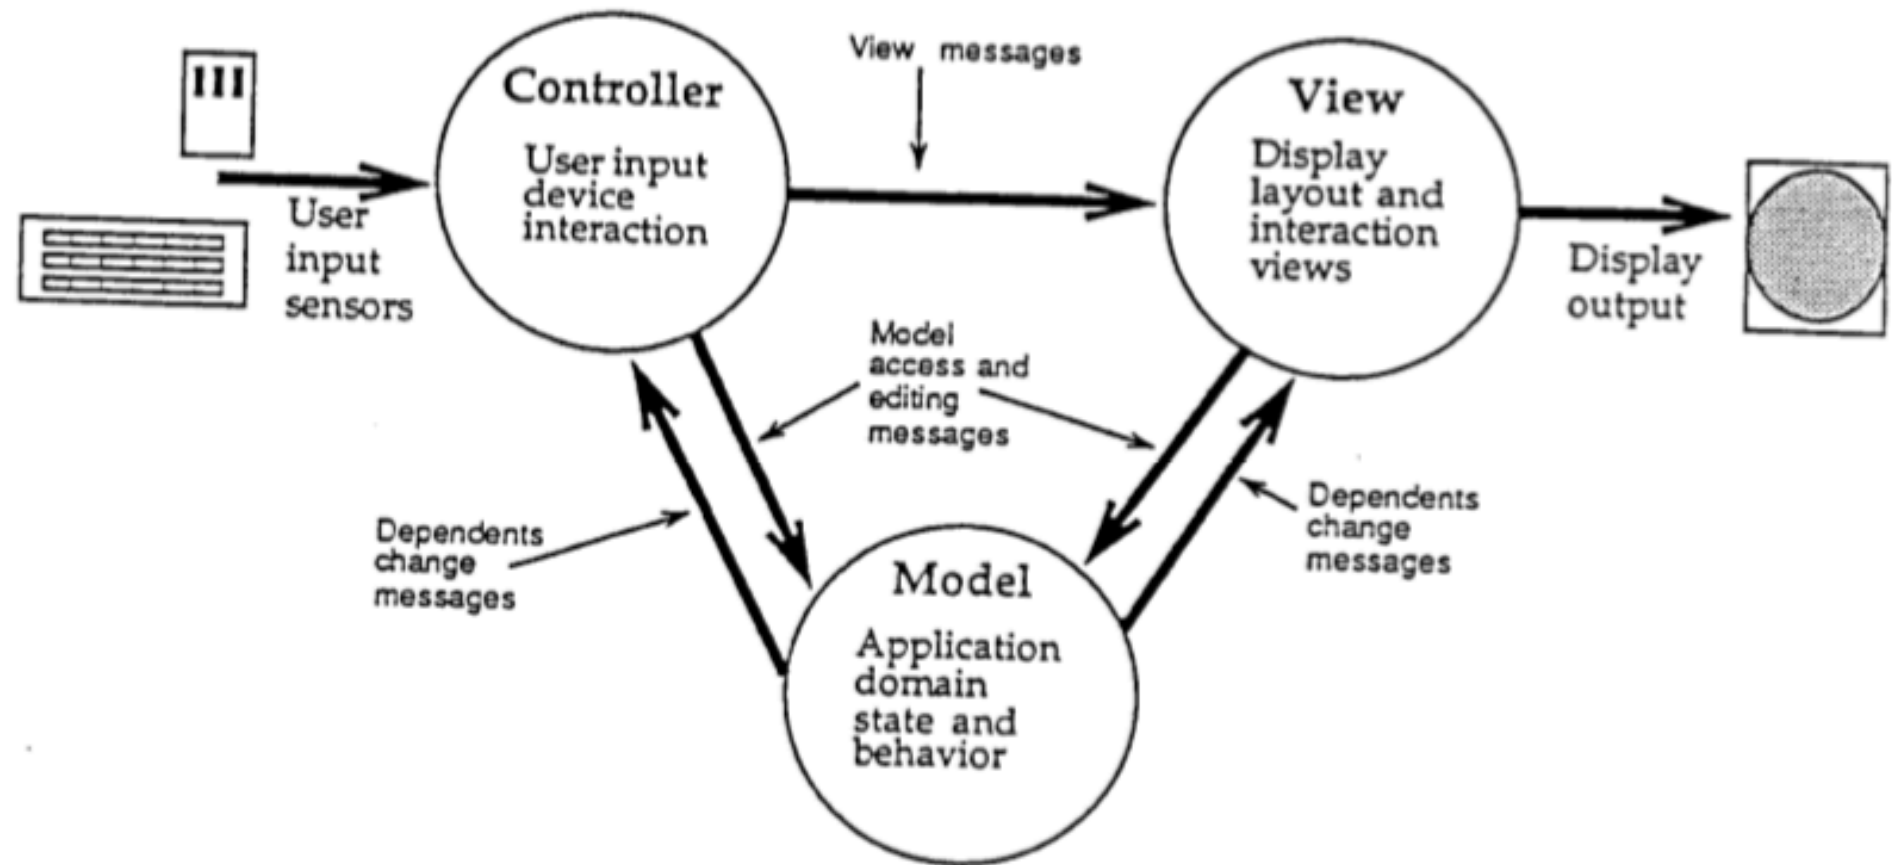 View messages
Controller
User input
device
interaction
View
Display
layout and
interaction
views
User
input
sensors
Display
output
Model
access and
editing
messages
Dependents
change
messages
Dependents
change
messages
Model
Application
domain
state and
behavior